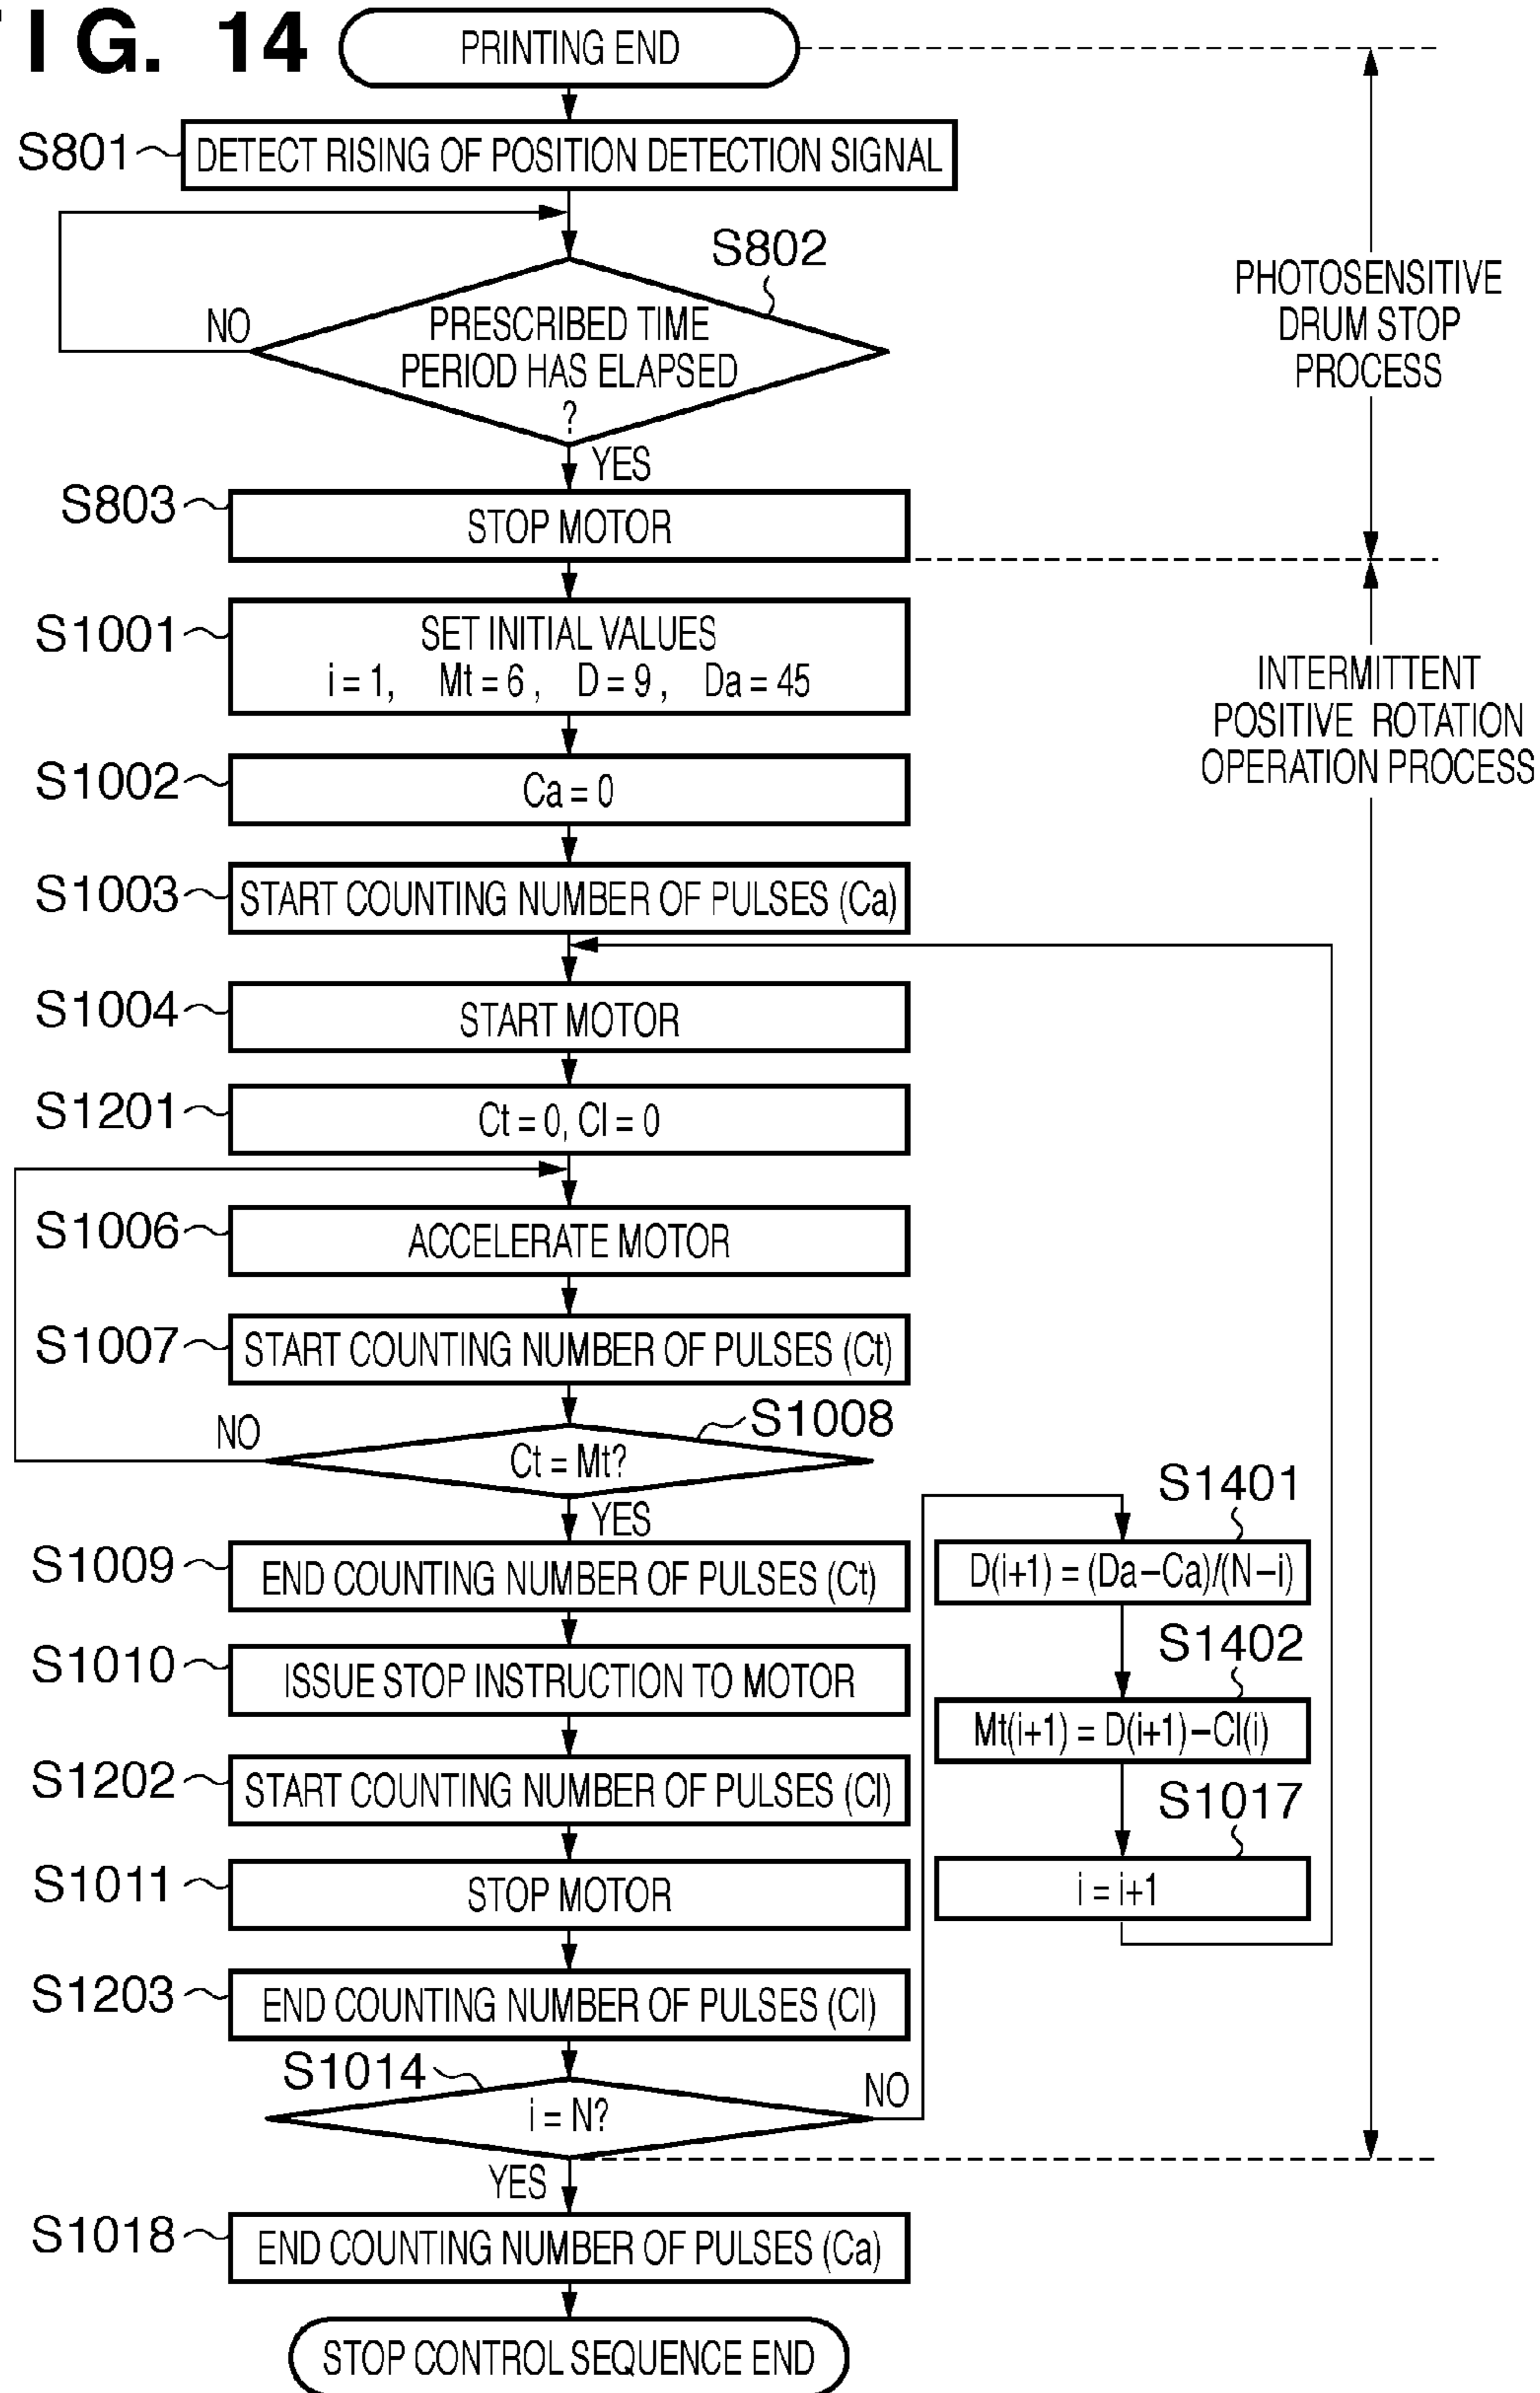 FIG. 14
PRINTING END
S801
DETECT RISING OF POSITION DETECTION SIGNAL
S802
NO
PRESCRIBED TIME
PERIOD HAS ELAPSED
?
YES
PHOTOSENSITIVE
DRUM STOP
PROCESS
S803
STOP MOTOR
S1001
SET INITIAL VALUES
i = 1, Mt = 6 , D = 9 , Da = 45
INTERMITTENT
POSITIVE ROTATION
OPERATION PROCESS
S1002
Ca = 0
S1003
START COUNTING NUMBER OF PULSES (Ca)
S1004
START MOTOR
S1201
Ct = 0, Cl = 0
S1006
ACCELERATE MOTOR
S1007
START COUNTING NUMBER OF PULSES (Ct)
S1008
NO
Ct = Mt?
YES
S1009
END COUNTING NUMBER OF PULSES (Ct)
S1010
ISSUE STOP INSTRUCTION TO MOTOR
S1202
START COUNTING NUMBER OF PULSES (Cl)
S1011
STOP MOTOR
S1203
END COUNTING NUMBER OF PULSES (Cl)
S1014
i = N?
NO
YES
S1401
D(i+1) = (Da−Ca)/(N−i)
S1402
Mt(i+1) = D(i+1)−Cl(i)
S1017
i = i+1
S1018
END COUNTING NUMBER OF PULSES (Ca)
STOP CONTROL SEQUENCE END